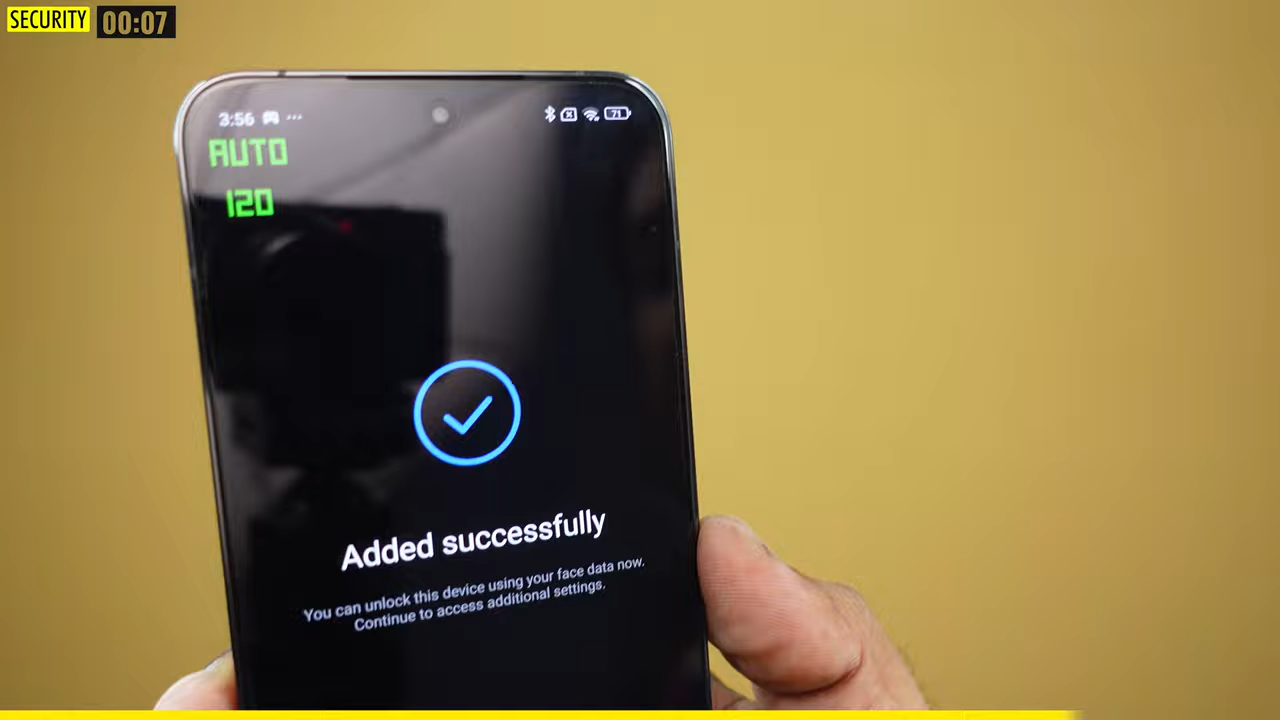 SECURITY 00:07
3:56 71
AUTO
120
Added successfully
You can unlock this device using your face data now.
Continue to access additional settings.